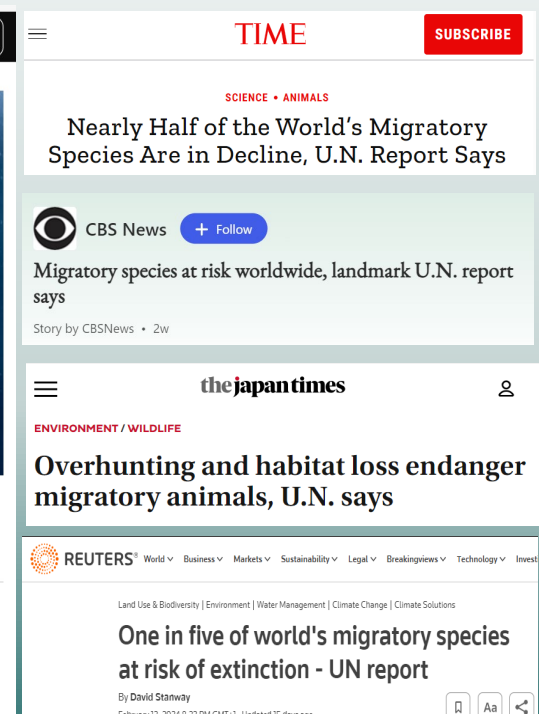 TIME
SUBSCRIBE
SCIENCE • ANIMALS
Nearly Half of the World’s Migratory
Species Are in Decline, U.N. Report Says
CBS News + Follow
Migratory species at risk worldwide, landmark U.N. report
says
Story by CBSNews • 2w
the japan times
ENVIRONMENT / WILDLIFE
Overhunting and habitat loss endanger
migratory animals, U.N. says
REUTERS® World Business Markets Sustainability Legal Breakingviews Technology Invest
Land Use & Biodiversity | Environment | Water Management | Climate Change | Climate Solutions
One in five of world's migratory species
at risk of extinction - UN report
By David Stanway
Aa